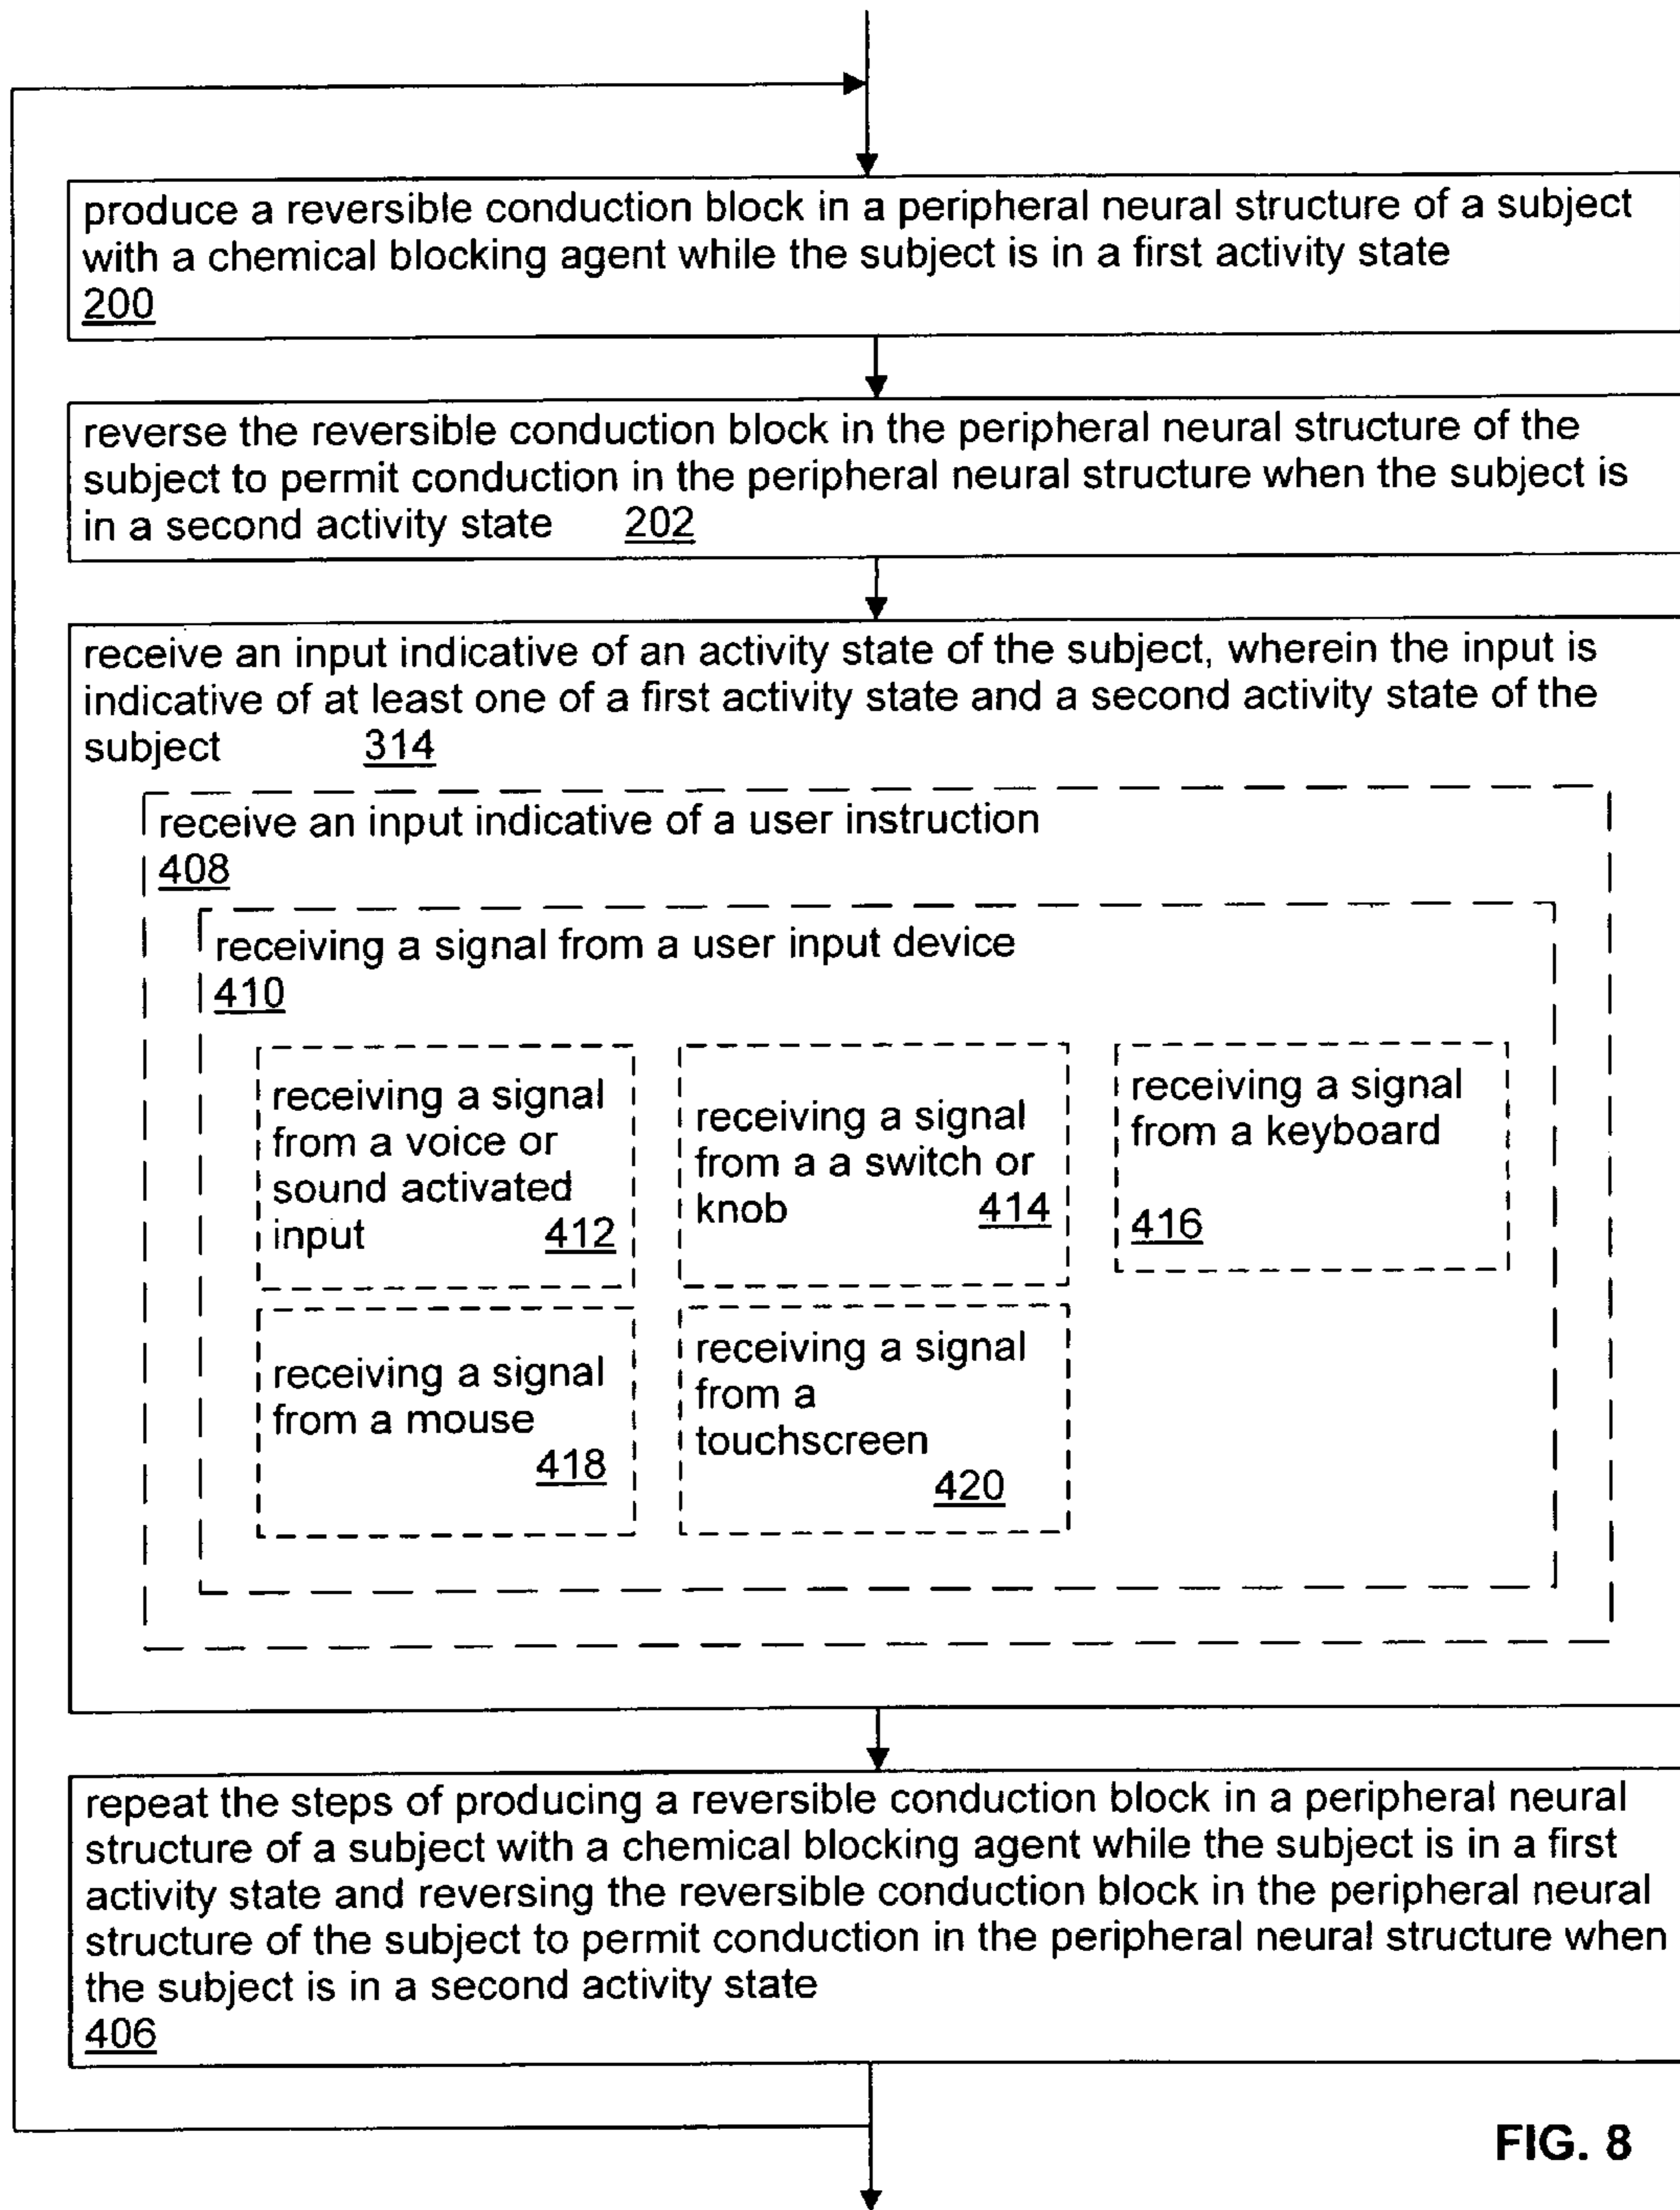 produce a reversible conduction block in a peripheral neural structure of a subject
with a chemical blocking agent while the subject is in a first activity state
200
reverse the reversible conduction block in the peripheral neural structure of the
subject to permit conduction in the peripheral neural structure when the subject is
in a second activity state 202
receive an input indicative of an activity state of the subject, wherein the input is
indicative of at least one of a first activity state and a second activity state of the
subject 314
receive an input indicative of a user instruction
408
receiving a signal from a user input device
410
receiving a signal
from a voice or
sound activated
input 412
receiving a signal
from a a switch or
knob 414
receiving a signal
from a keyboard
416
receiving a signal
from a mouse
418
receiving a signal
from a
touchscreen
420
repeat the steps of producing a reversible conduction block in a peripheral neural
structure of a subject with a chemical blocking agent while the subject is in a first
activity state and reversing the reversible conduction block in the peripheral neural
structure of the subject to permit conduction in the peripheral neural structure when
the subject is in a second activity state
406
FIG. 8